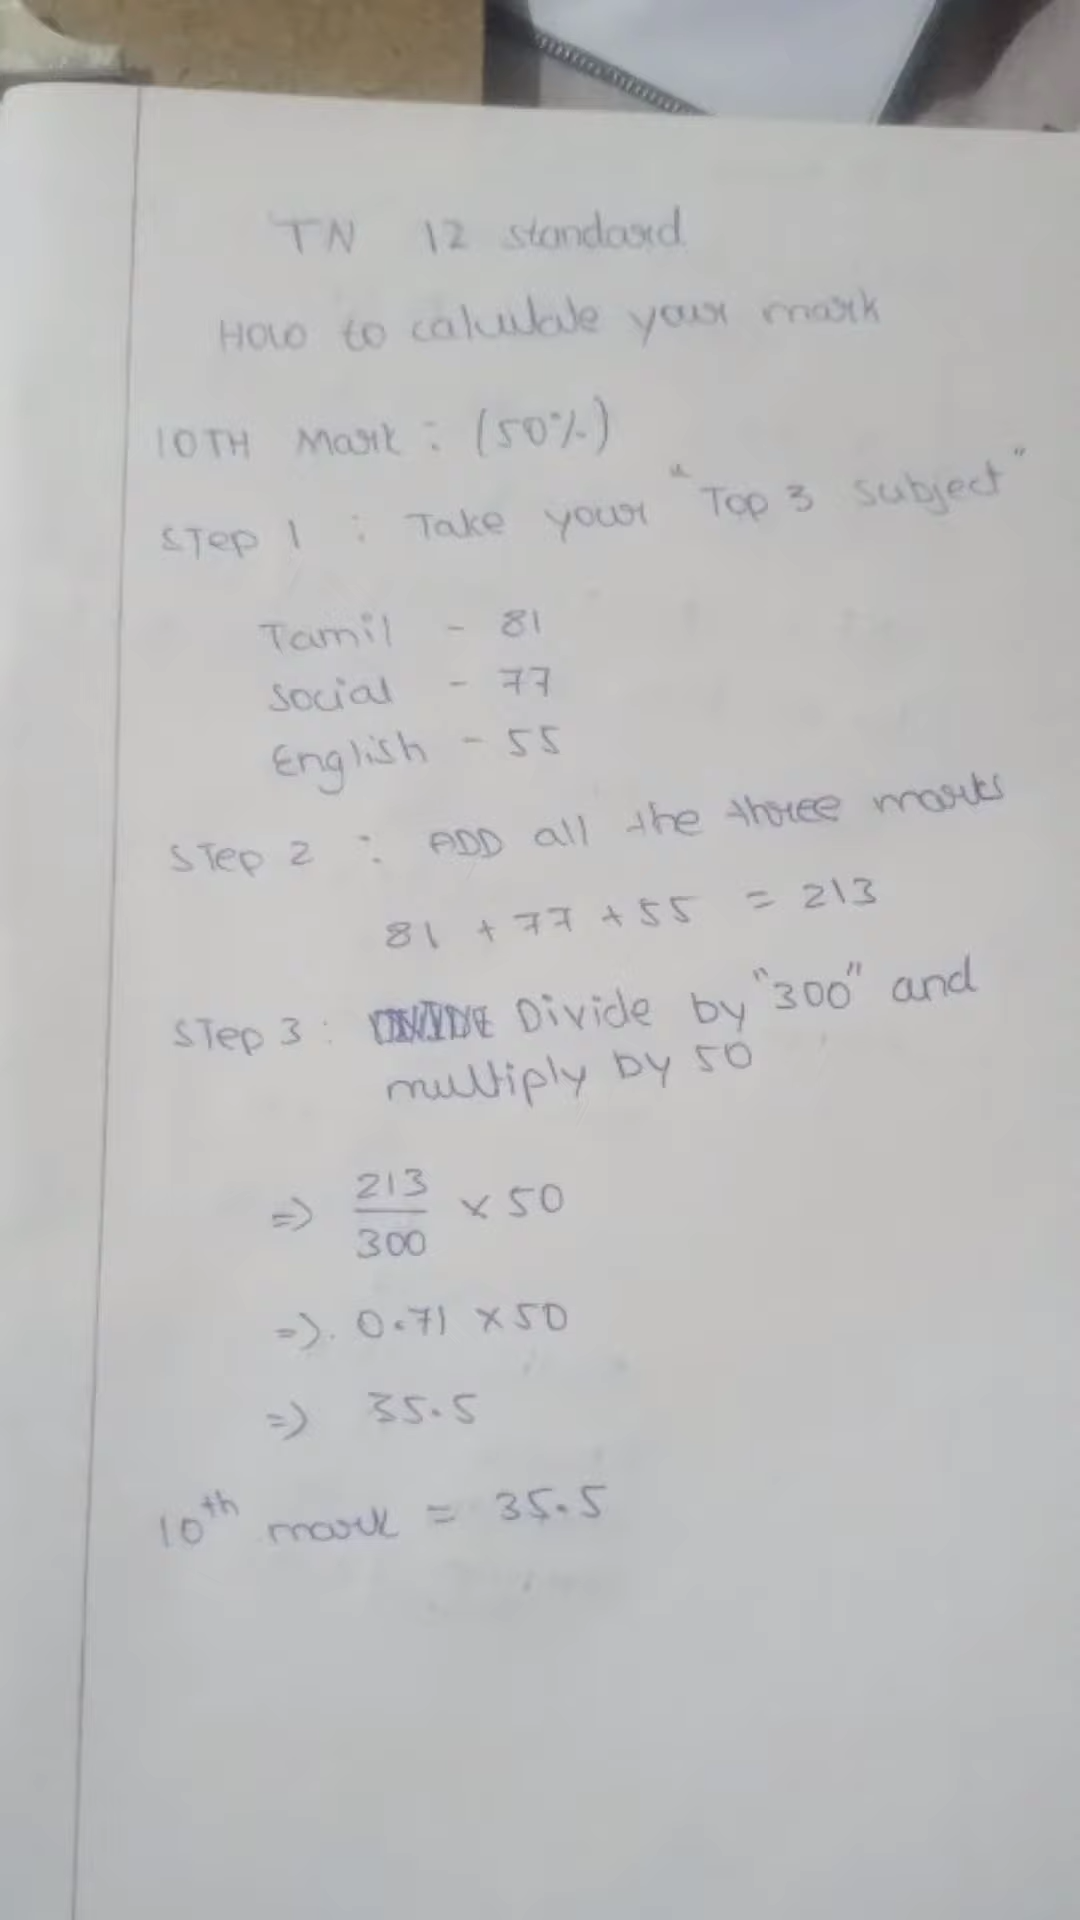 TN 12 standard
How to calculate your mark
10TH Mark : (50%)
STep 1 : Take your "Top 3 subject"
Tamil - 81
social - 77
English - 55
STep 2 : ADD all the three marks
81 + 77 + 55 = 213
STep 3 : Divide by "300" and
multiply by 50
=> 213/300 x 50
=>. 0.71 x 50
=> 35.5
10th mark = 35.5